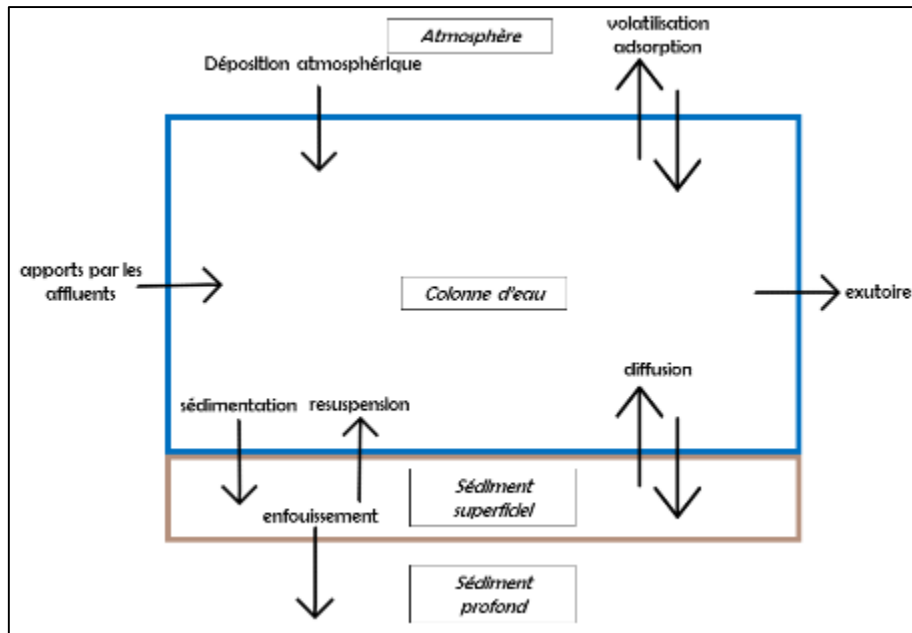 Atmosphère
volatilisation
adsorption
Déposition atmosphérique
apports par les
affluents
Colonne d'eau
exutoire
diffusion
sédimentation
resuspension
Sédiment
superficiel
enfouissement
Sédiment
profond